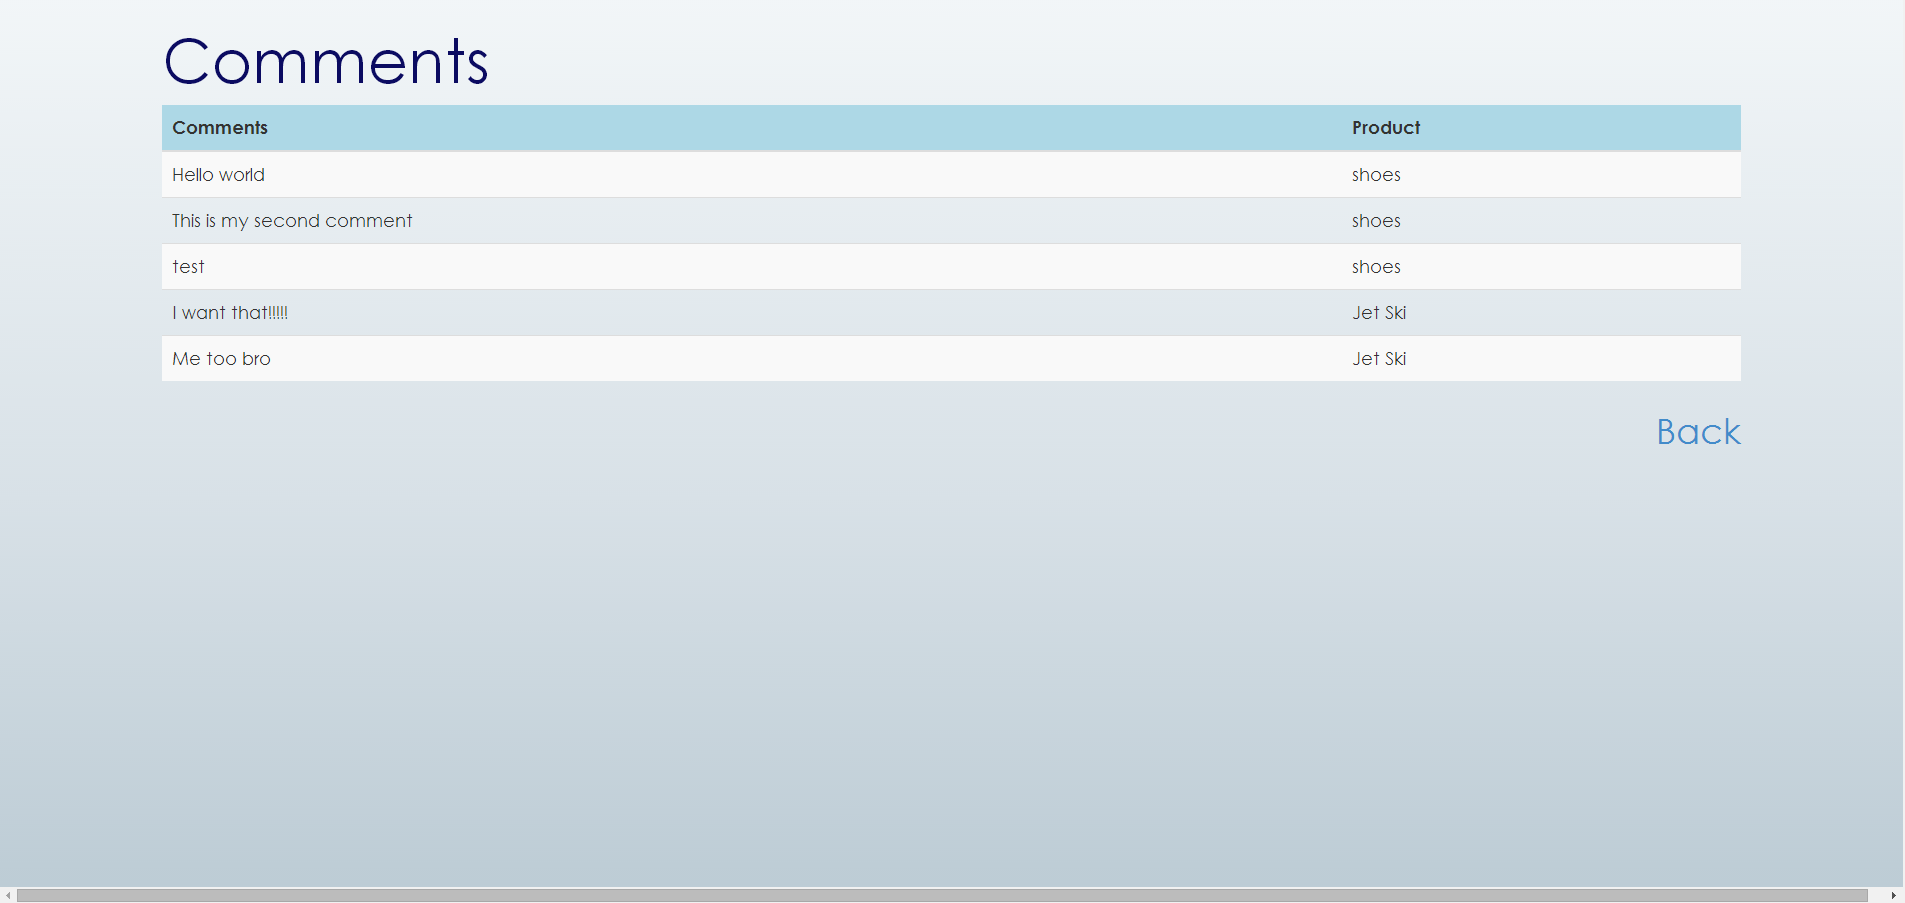 Comments
Comments Product
Hello world shoes
This is my second comment shoes
test shoes
I want that!!!!! Jet Ski
Me too bro Jet Ski
Back